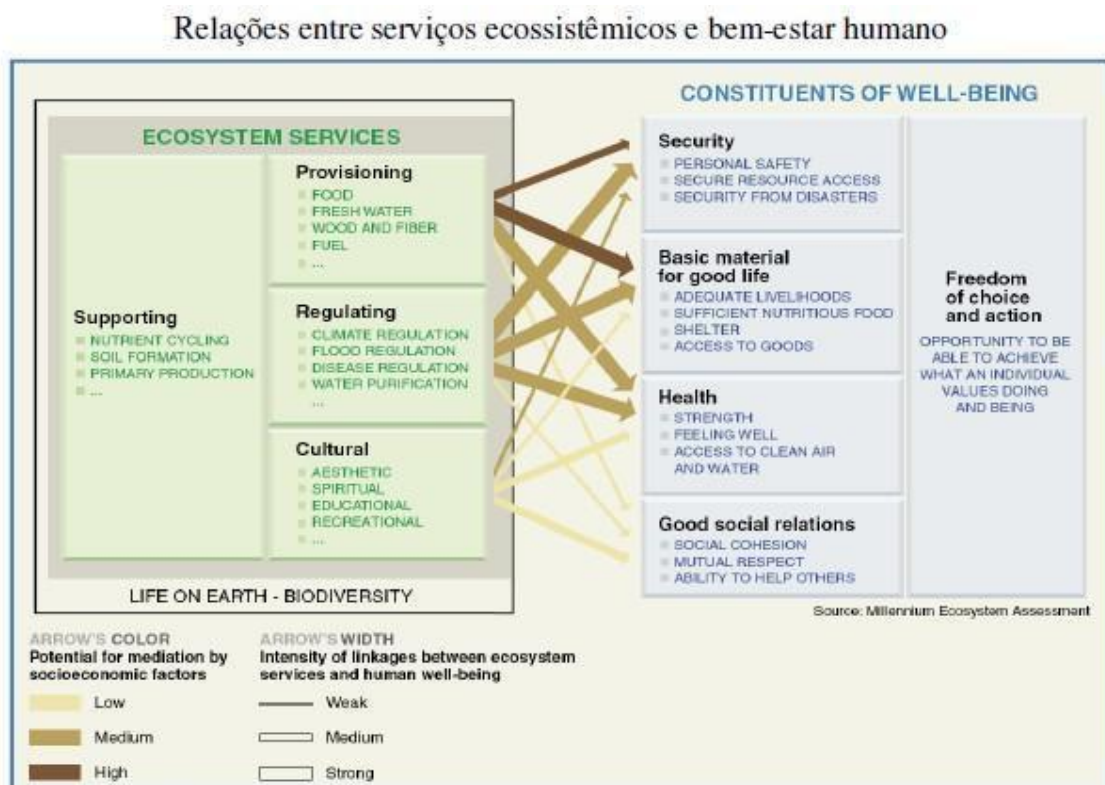 Relações entre serviços ecossistêmicos e bem-estar humano
CONSTITUENTS OF WELL-BEING
ECOSYSTEM SERVICES
Supporting
NUTRIENT CYCLING
SOIL FORMATION
PRIMARY PRODUCTION
...
Provisioning
FOOD
FRESH WATER
WOOD AND FIBER
FUEL
...
Regulating
CLIMATE REGULATION
FLOOD REGULATION
DISEASE REGULATION
WATER PURIFICATION
...
Cultural
AESTHETIC
SPIRITUAL
EDUCATIONAL
RECREATIONAL
...
LIFE ON EARTH - BIODIVERSITY
Security
PERSONAL SAFETY
SECURE RESOURCE ACCESS
SECURITY FROM DISASTERS
Basic material
for good life
ADEQUATE LIVELIHOODS
SUFFICIENT NUTRITIOUS FOOD
SHELTER
ACCESS TO GOODS
Health
STRENGTH
FEELING WELL
ACCESS TO CLEAN AIR
AND WATER
Good social relations
SOCIAL COHESION
MUTUAL RESPECT
ABILITY TO HELP OTHERS
Freedom
of choice
and action
OPPORTUNITY TO BE
ABLE TO ACHIEVE
WHAT AN INDIVIDUAL
VALUES DOING
AND BEING
Source: Millennium Ecosystem Assessment
ARROW'S COLOR
Potential for mediation by
socioeconomic factors
Low
Medium
High
ARROW'S WIDTH
Intensity of linkages between ecosystem
services and human well-being
Weak
Medium
Strong